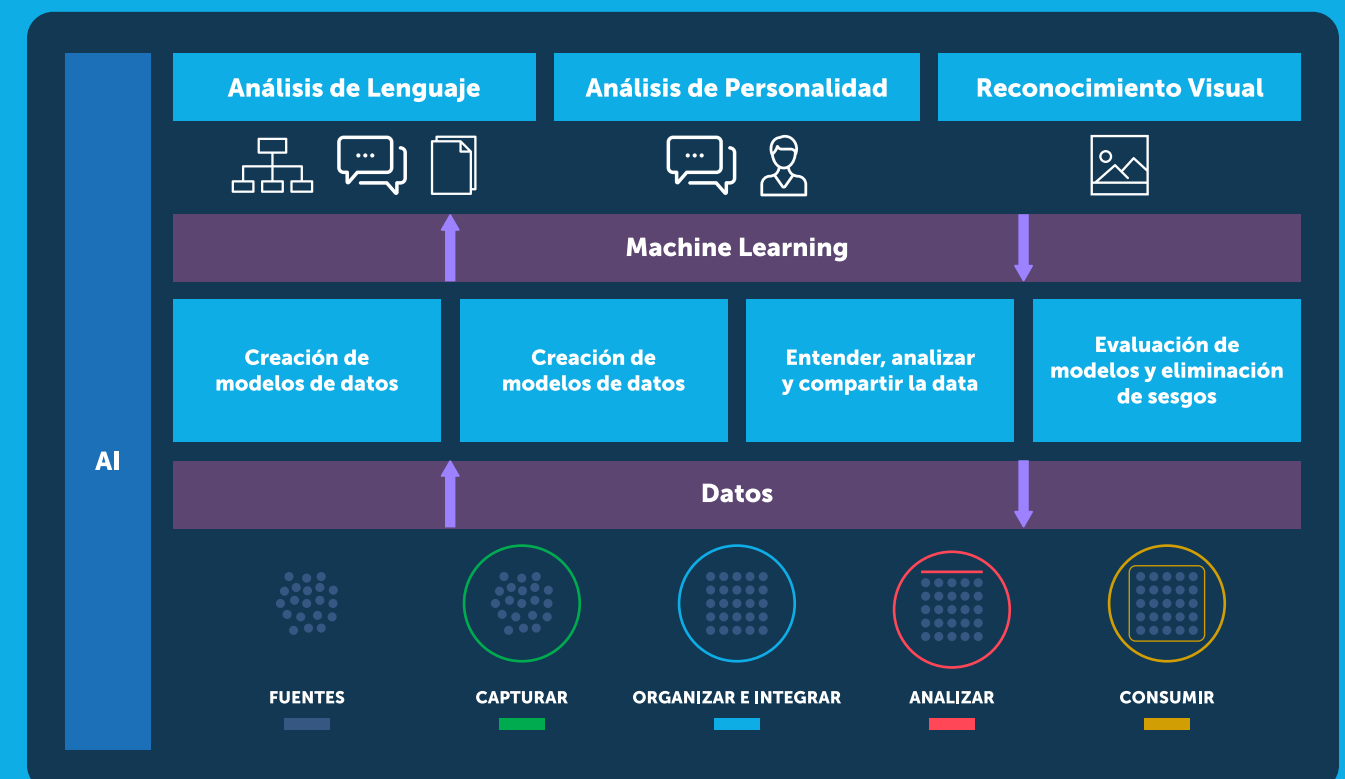 Análisis de Lenguaje
Análisis de Personalidad
Reconocimiento Visual
Machine Learning
Creación de
modelos de datos
Creación de
modelos de datos
Entender, analizar
y compartir la data
Evaluación de
modelos y eliminación
de sesgos
AI
Datos
FUENTES
CAPTURAR
ORGANIZAR E INTEGRAR
ANALIZAR
CONSUMIR